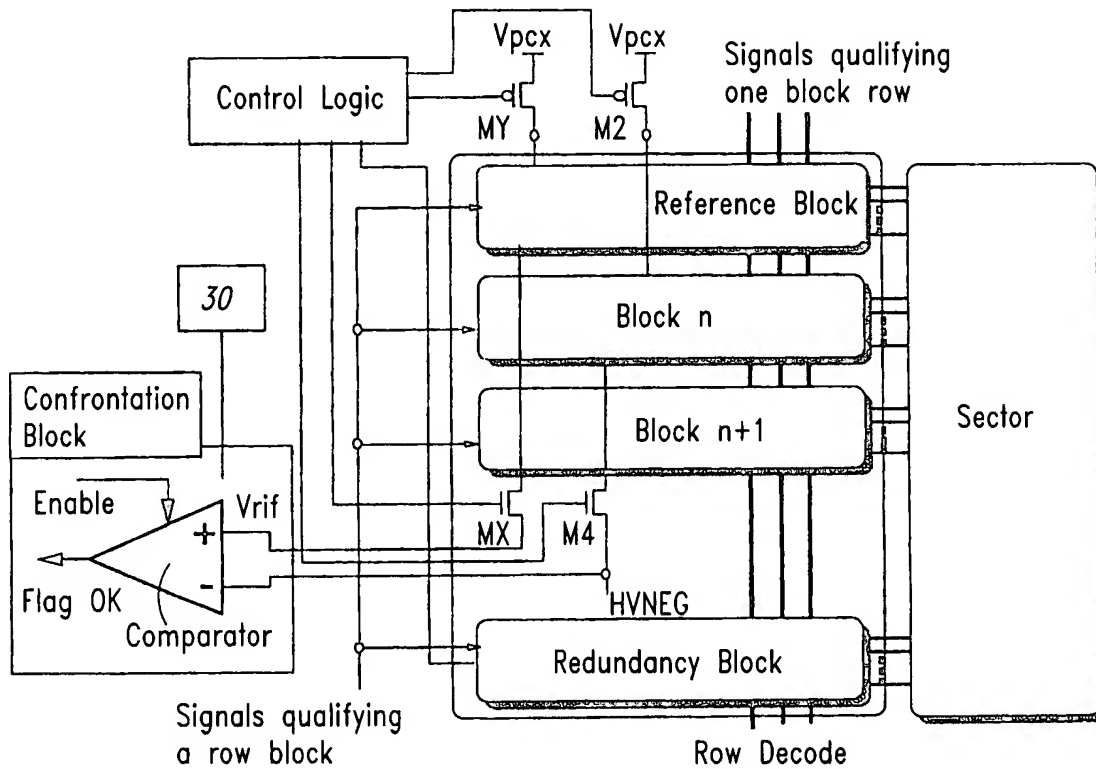 Vpcx
Vpcx
Signals qualifying
one block row
Control Logic
MY
M2
Reference Block
30
Block n
Confrontation
Block
Block n+1
Sector
Enable
Vrif
+
MX
M4
-
Flag OK
HVNEG
Comparator
Redundancy Block
Signals qualifying
a row block
Row Decode